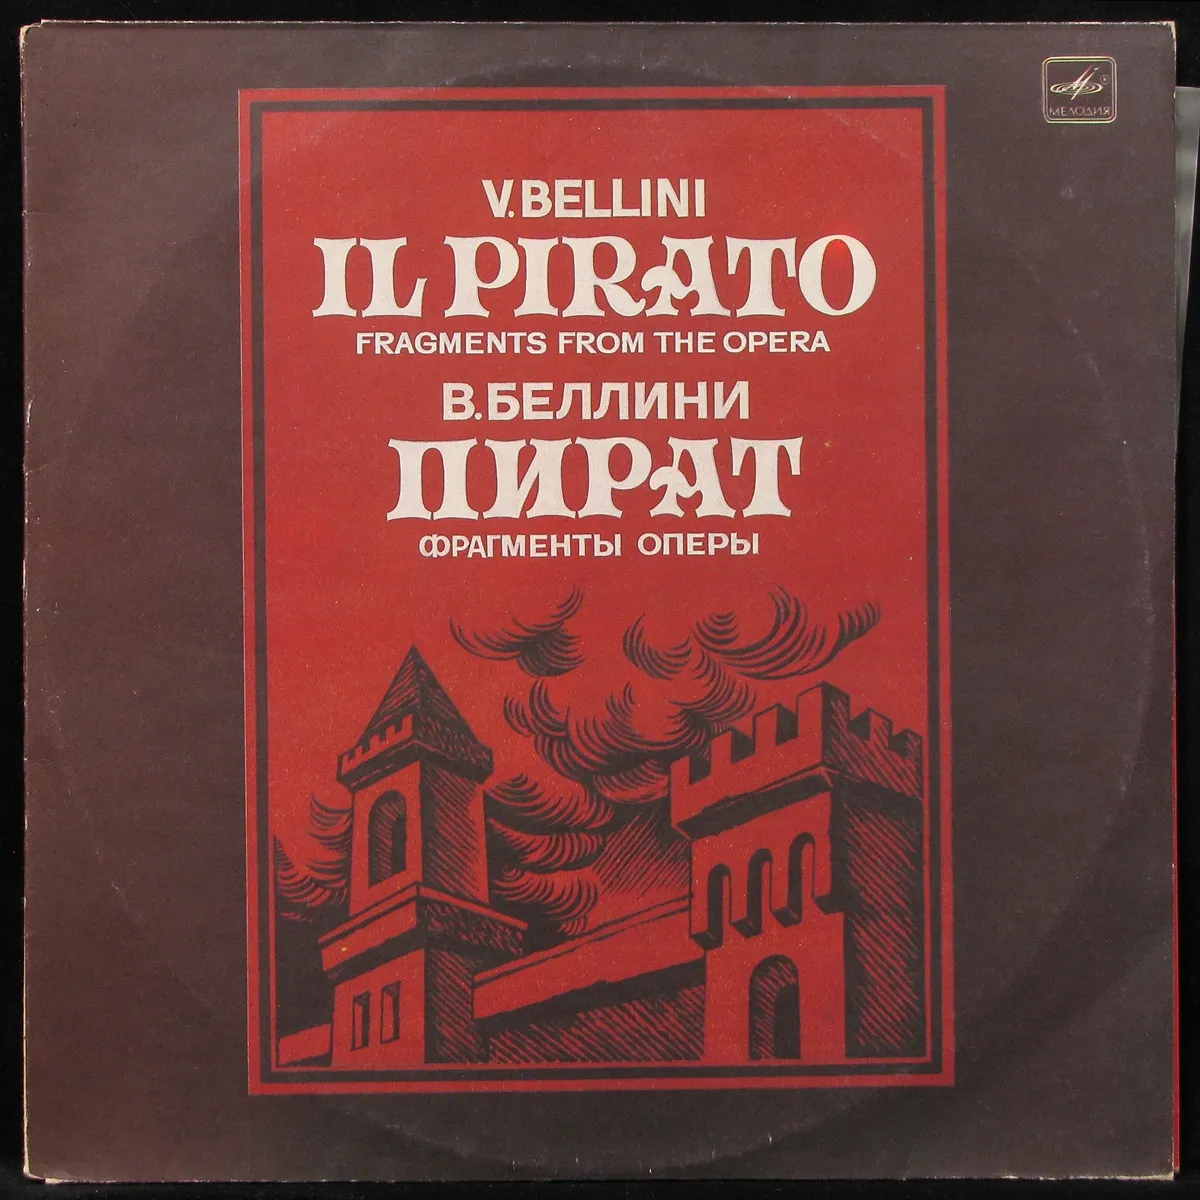 МЕЛОДИЯ
V. BELLINI
IL PIRATO
FRAGMENTS FROM THE OPERA
В. БЕЛЛИНИ
ПИРАТ
ФРАГМЕНТЫ ОПЕРЫ